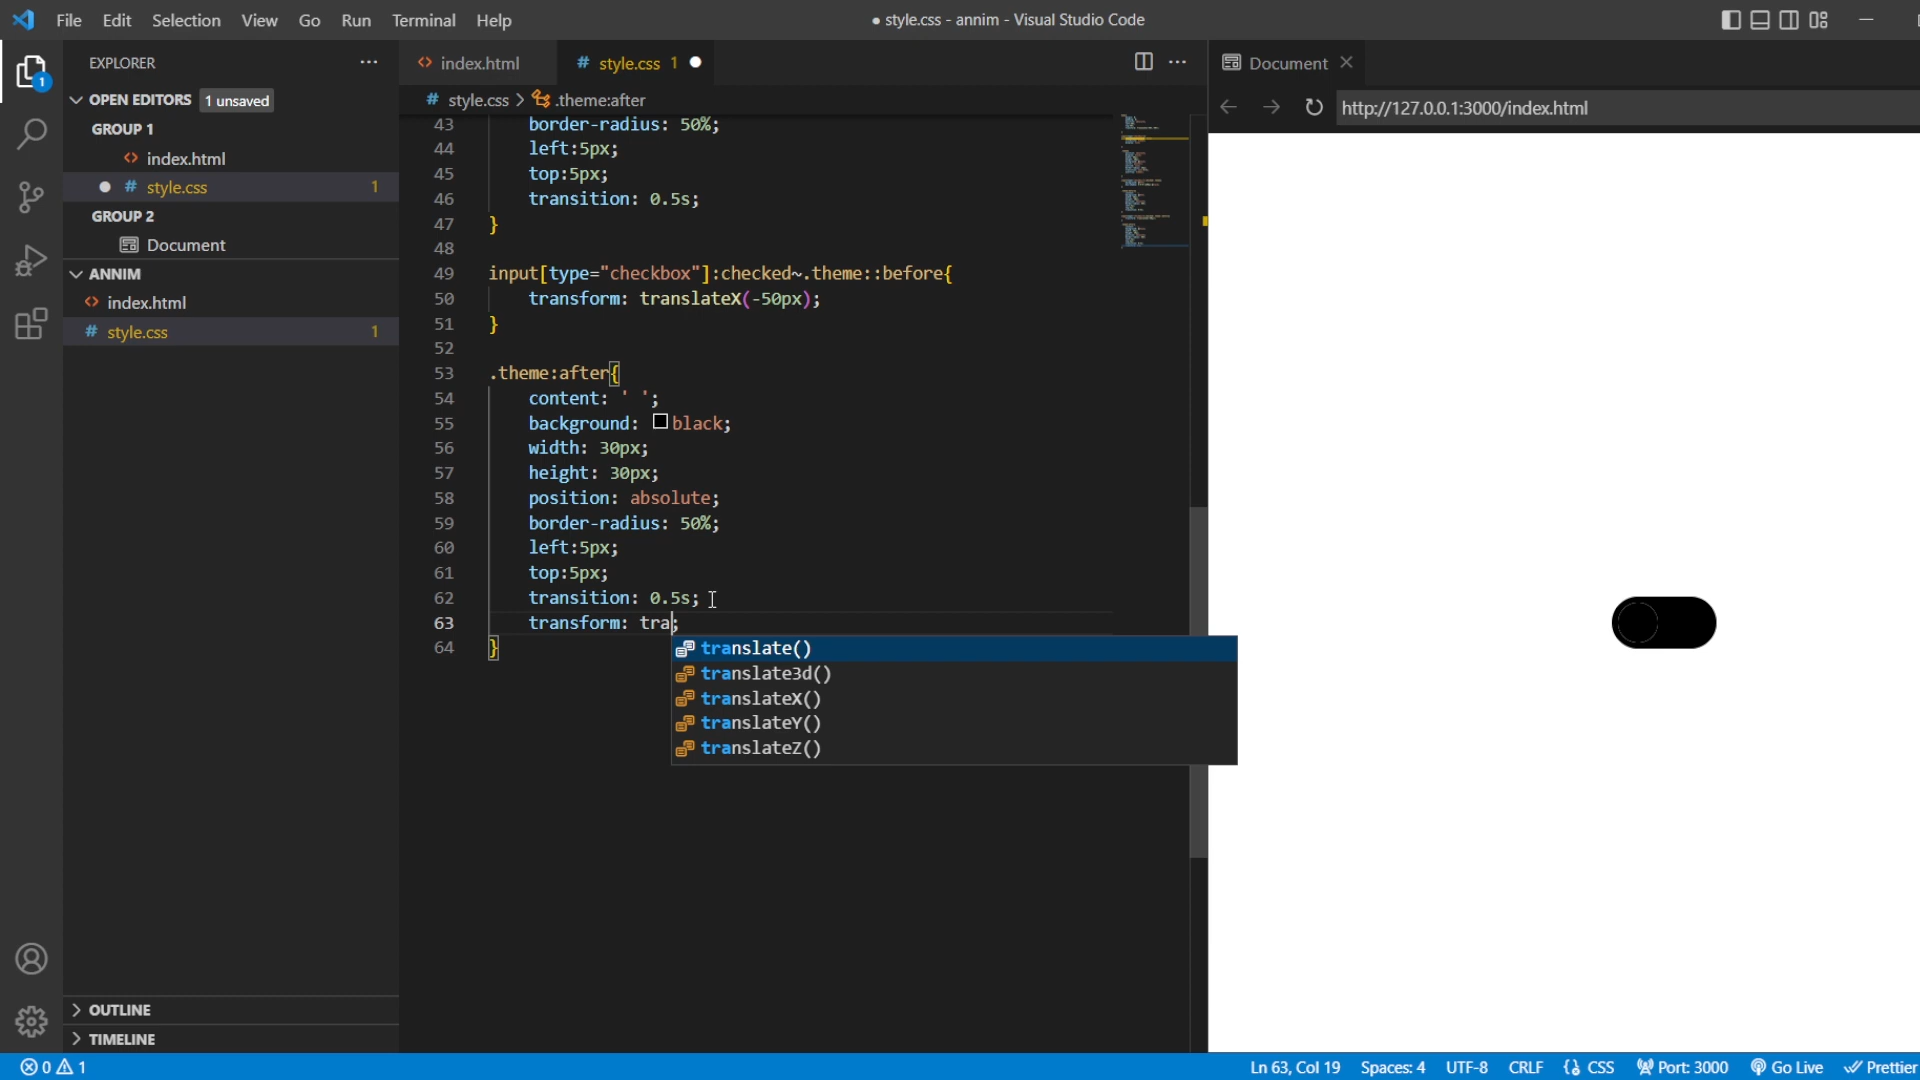 File Edit Selection View Go Run Terminal Help
● style.css - annim - Visual Studio Code
EXPLORER
OPEN EDITORS 1 unsaved
GROUP 1
index.html
style.css 1
GROUP 2
Document
ANNIM
index.html
# style.css 1
OUTLINE
TIMELINE
index.html
# style.css 1
# style.css > .theme:after
43 border-radius: 50%;
44 left:5px;
45 top:5px;
46 transition: 0.5s;
47 }
48
49 input[type="checkbox"]:checked~.theme::before{
50 transform: translateX(-50px);
51 }
52
53 .theme:after{
54 content: ' ';
55 background: black;
56 width: 30px;
57 height: 30px;
58 position: absolute;
59 border-radius: 50%;
60 left:5px;
61 top:5px;
62 transition: 0.5s;
63 transform: tra;
64 }
translate()
translate3d()
translateX()
translateY()
translateZ()
Document
http://127.0.0.1:3000/index.html
0 1
Ln 63, Col 19 Spaces: 4 UTF-8 CRLF {} CSS Port: 3000 Go Live Prettier